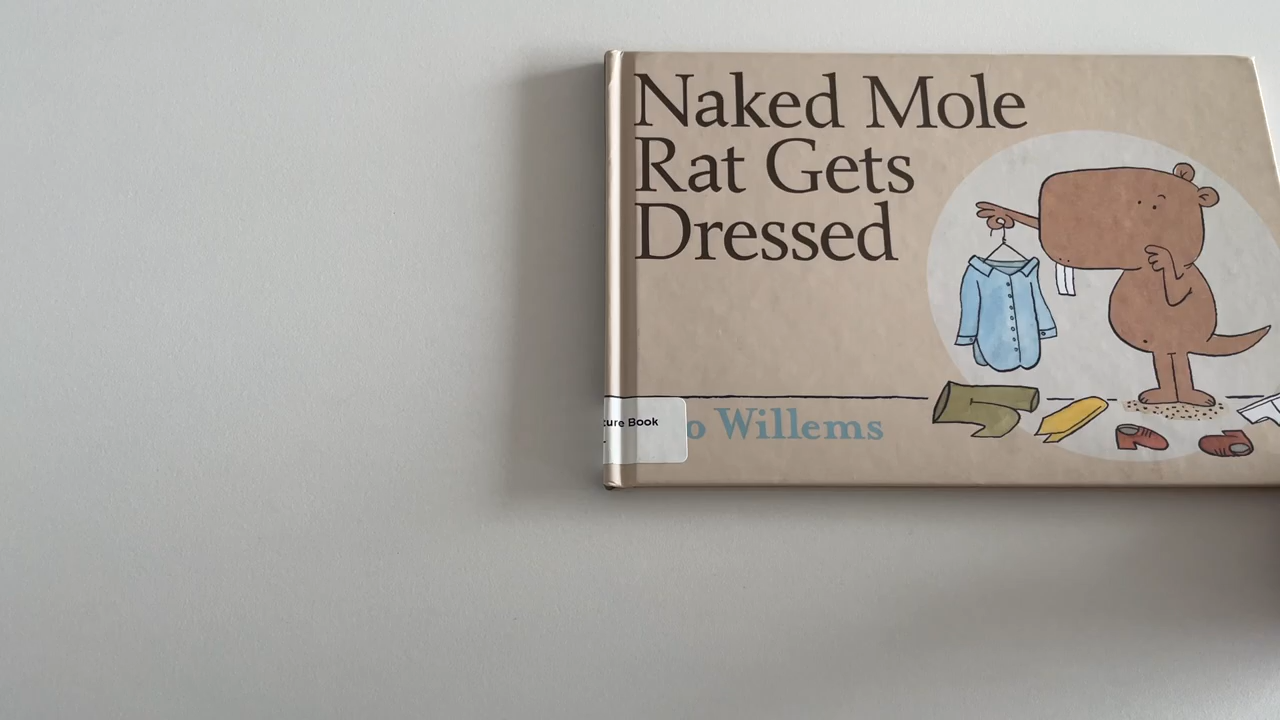 Naked Mole
Rat Gets
Dressed
ture Book
o Willems